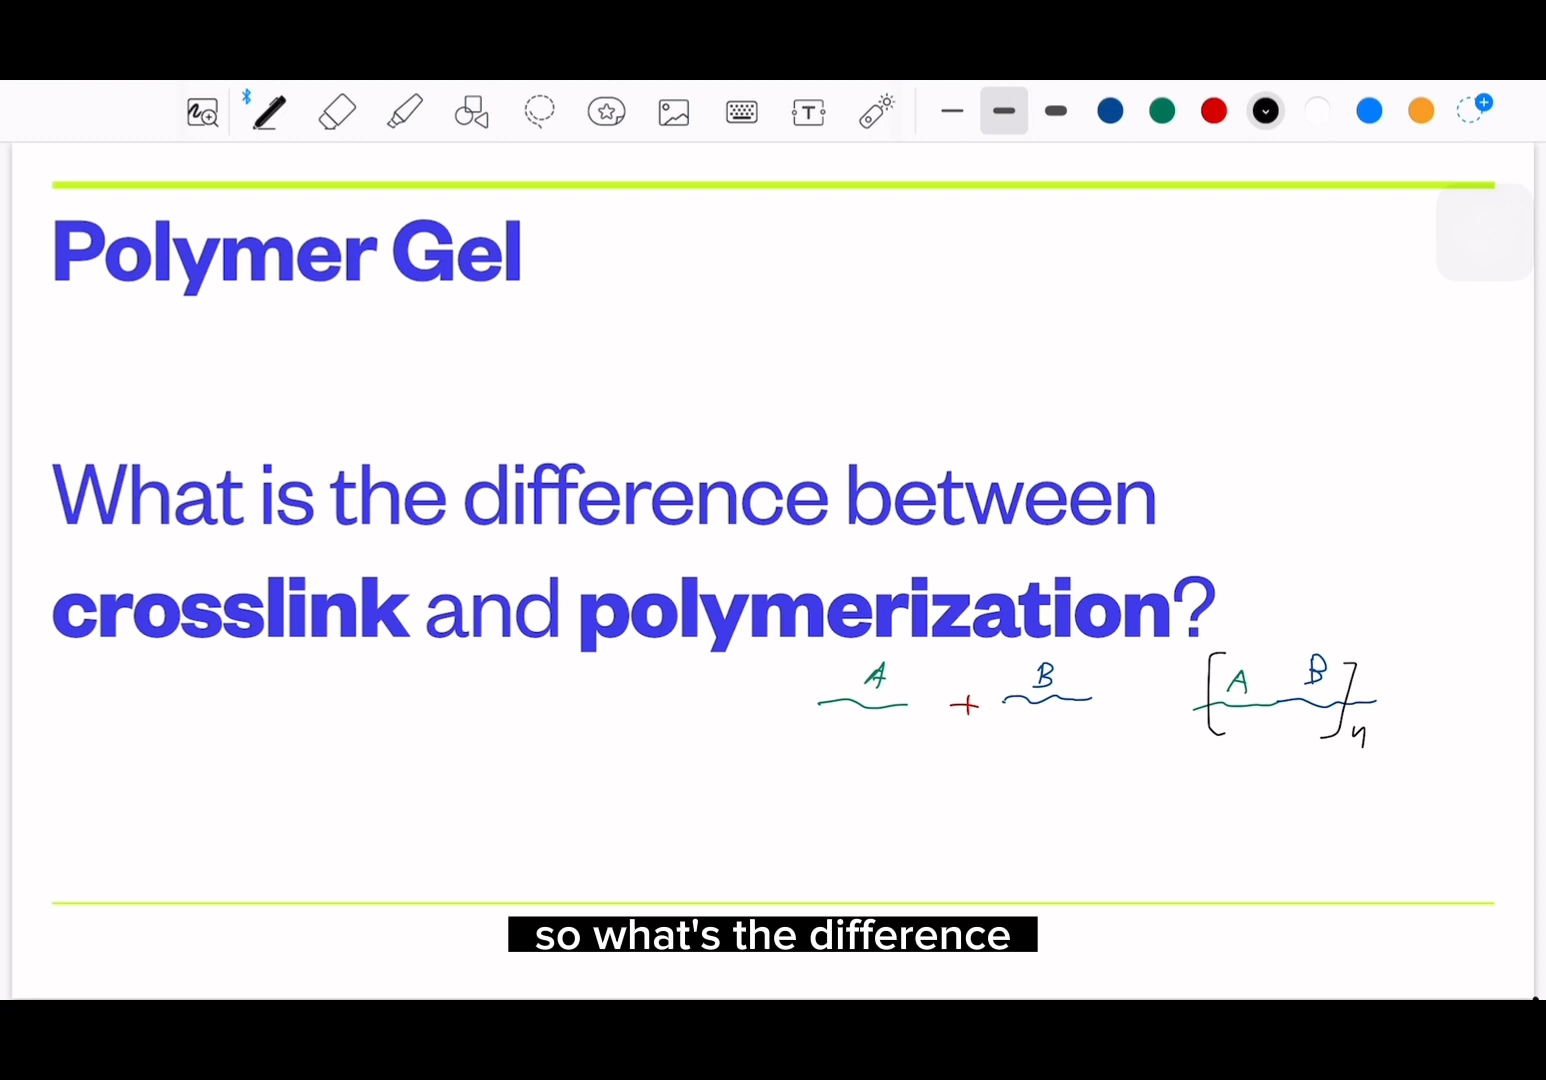 T
Polymer Gel
What is the difference between
crosslink and polymerization?
A + B [A B]n
so what's the difference